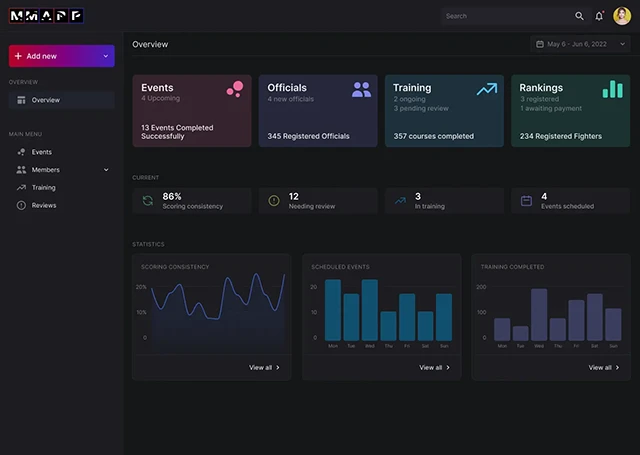 MMAPP
Search
Add new
Overview
May 6 - Jun 6, 2022
OVERVIEW
Overview
MAIN MENU
Events
Members
Training
Reviews
Events
4 Upcoming
13 Events Completed
Successfully
Officials
4 new officials
345 Registered Officials
Training
2 ongoing
3 pending review
357 courses completed
Rankings
3 registered
1 awaiting payment
234 Registered Fighters
CURRENT
86%
Scoring consistency
12
Needing review
3
In training
4
Events scheduled
STATISTICS
SCORING CONSISTENCY
20%
10%
0
View all
SCHEDULED EVENTS
20
10
0
Mon Tue Wed Thu Fri Sat Sun
View all
TRAINING COMPLETED
200
100
0
Mon Tue Wed Thu Fri Sat Sun
View all